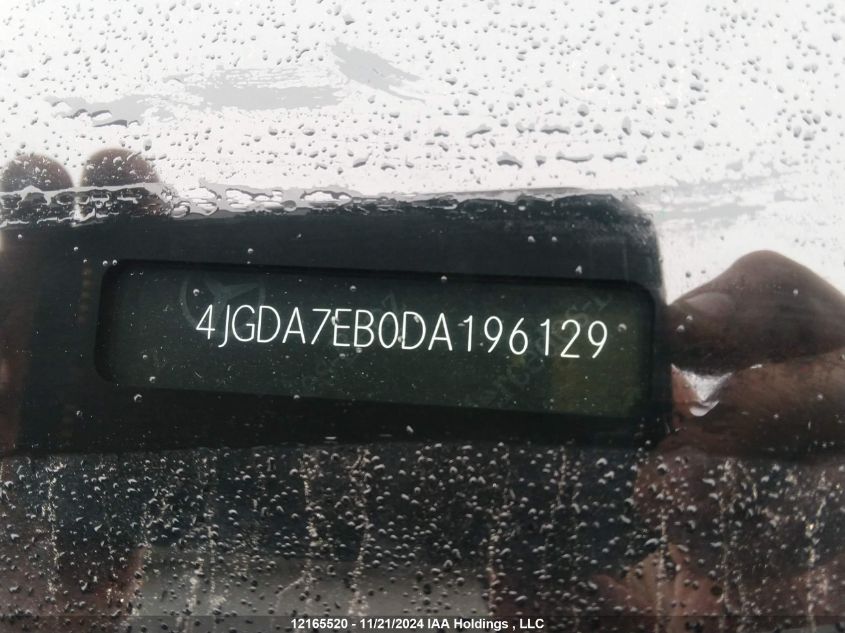 4JGDA7EB0DA196129
12165520 - 11/21/2024 IAA Holdings , LLC